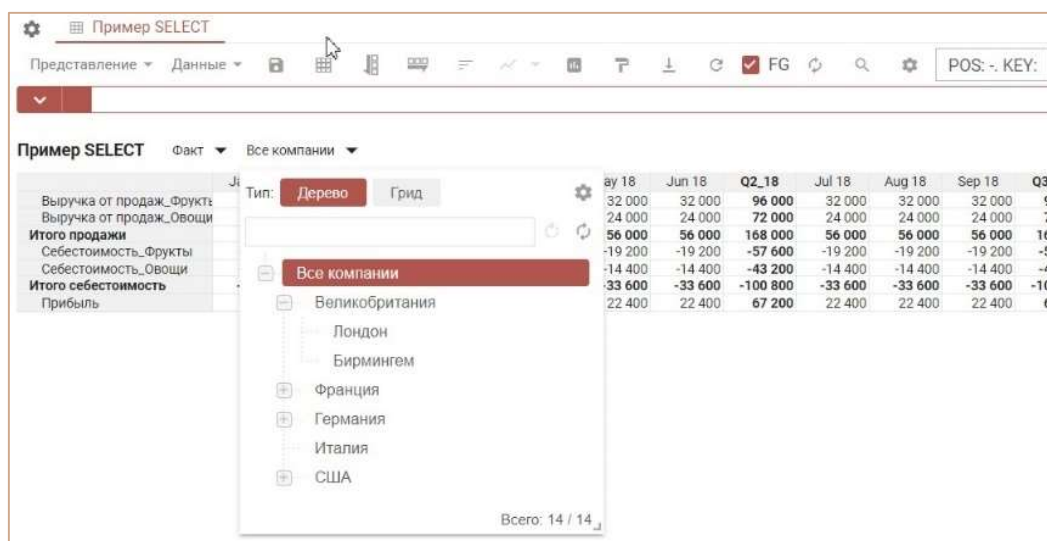 Пример SELECT
Представление Данные FG POS: -. KEY:
Пример SELECT Факт Все компании
Ja ay 18 Jun 18 Q2_18 Jul 18 Aug 18 Sep 18 Q3
Выручка от продаж_Фрукты 32 000 32 000 96 000 32 000 32 000 32 000
Выручка от продаж_Овощи 24 000 24 000 72 000 24 000 24 000 24 000
Итого продажи 56 000 56 000 168 000 56 000 56 000 56 000 16
Себестоимость_Фрукты -19 200 -19 200 -57 600 -19 200 -19 200 -19 200
Себестоимость_Овощи -14 400 -14 400 -43 200 -14 400 -14 400 -14 400
Итого себестоимость -33 600 -33 600 -100 800 -33 600 -33 600 -33 600 -10
Прибыль 22 400 22 400 67 200 22 400 22 400 22 400
Тип: Дерево Грид
Все компании
Великобритания
Лондон
Бирмингем
Франция
Германия
Италия
США
Всего: 14 / 14